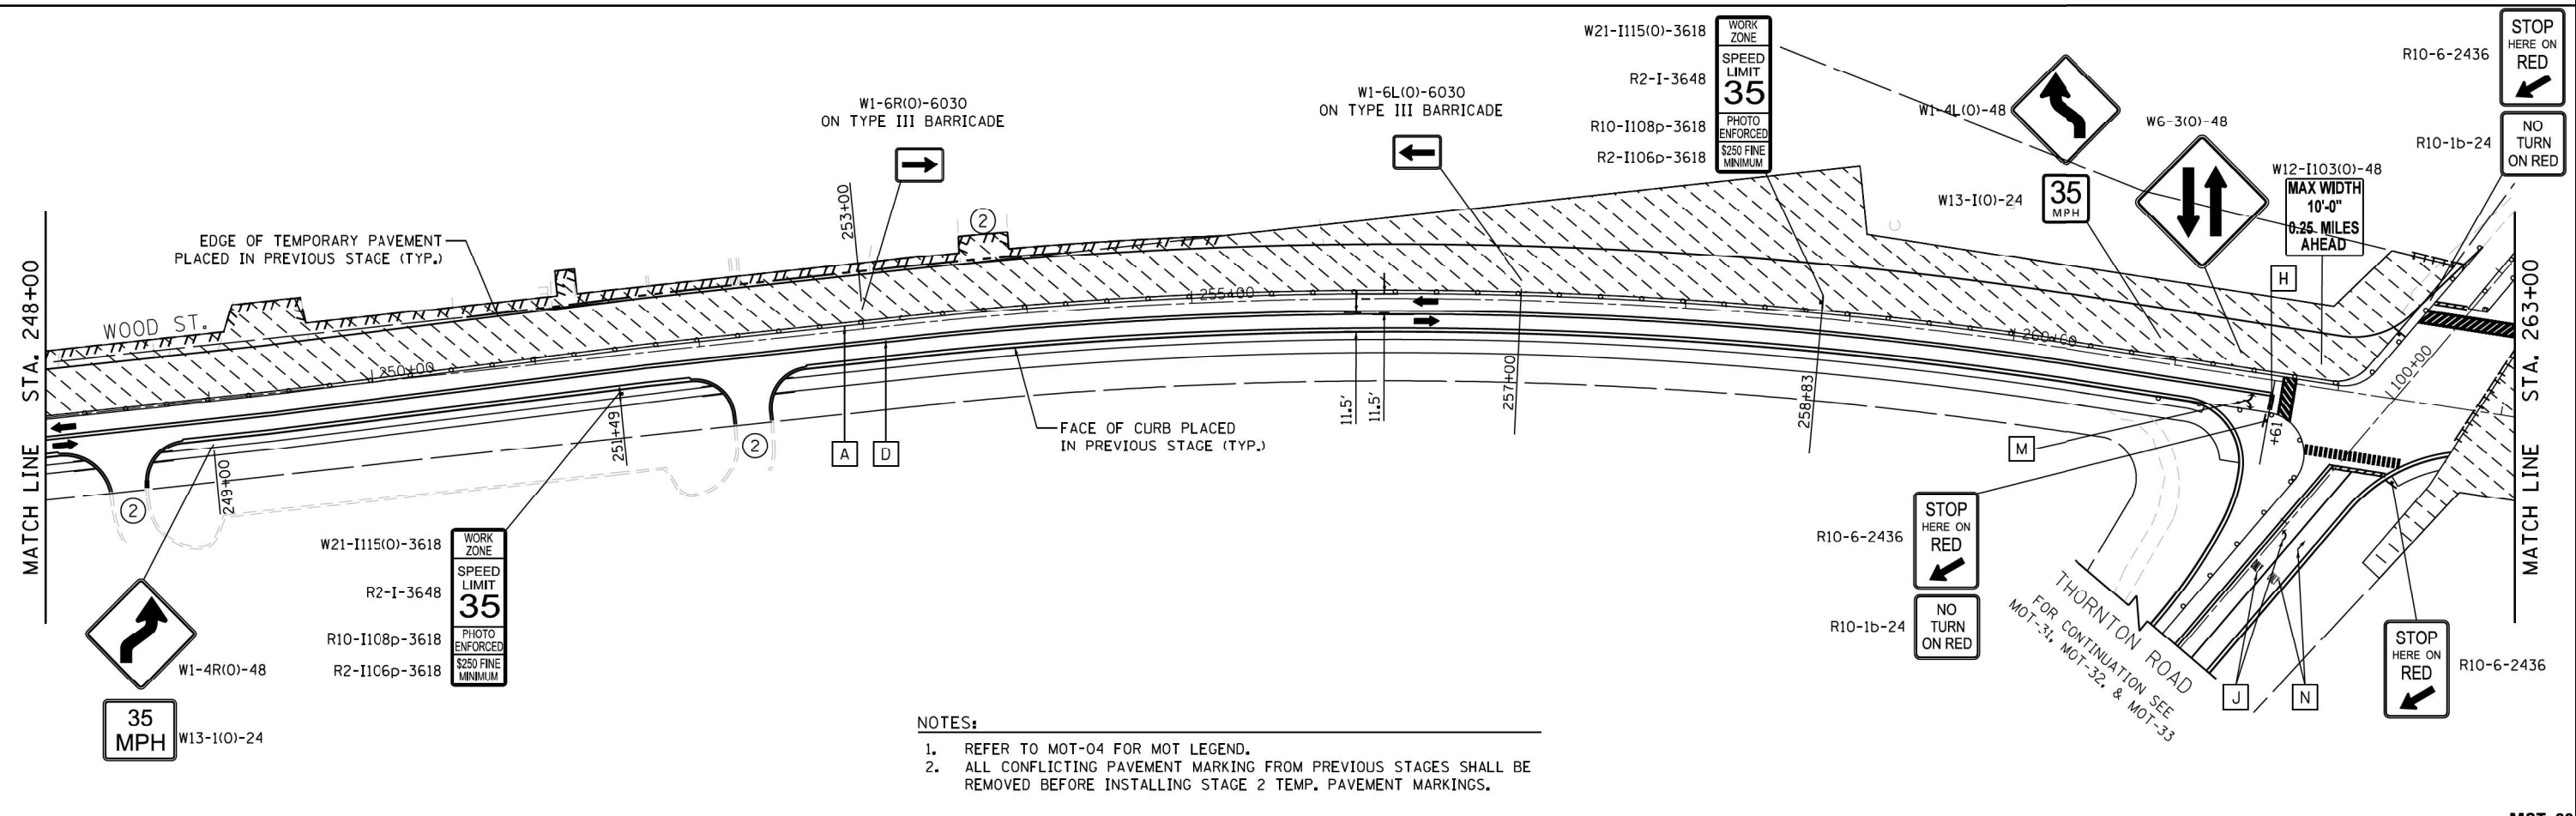 W21-I115(O)-3618
WORK
ZONE
R2-I-3648
SPEED
LIMIT
35
R10-I108p-3618
PHOTO
ENFORCED
R2-I106p-3618
$250 FINE
MINIMUM
W1-6R(O)-6030
ON TYPE III BARRICADE
W1-6L(O)-6030
ON TYPE III BARRICADE
W1-4L(O)-48
W13-I(O)-24
35
MPH
W6-3(O)-48
W12-I103(O)-48
MAX WIDTH
10'-0"
0.25 MILES
AHEAD
R10-6-2436
STOP
HERE ON
RED
R10-1b-24
NO
TURN
ON RED
MATCH LINE STA. 248+00
EDGE OF TEMPORARY PAVEMENT
PLACED IN PREVIOUS STAGE (TYP.)
WOOD ST.
253+00
2
H
250+00
255+00
260+00
100+00
MATCH LINE STA. 263+00
11.5'
11.5'
257+00
258+83
+61
FACE OF CURB PLACED
IN PREVIOUS STAGE (TYP.)
A
D
2
M
251+49
249+00
2
W1-4R(O)-48
35
MPH
W13-1(O)-24
W21-I115(O)-3618
WORK
ZONE
R2-I-3648
SPEED
LIMIT
35
R10-I108p-3618
PHOTO
ENFORCED
R2-I106p-3618
$250 FINE
MINIMUM
R10-6-2436
STOP
HERE ON
RED
R10-1b-24
NO
TURN
ON RED
THORNTON ROAD
FOR CONTINUATION SEE
MOT-31, MOT-32, & MOT-33
J
N
STOP
HERE ON
RED
R10-6-2436
NOTES:
1. REFER TO MOT-04 FOR MOT LEGEND.
2. ALL CONFLICTING PAVEMENT MARKING FROM PREVIOUS STAGES SHALL BE
REMOVED BEFORE INSTALLING STAGE 2 TEMP. PAVEMENT MARKINGS.